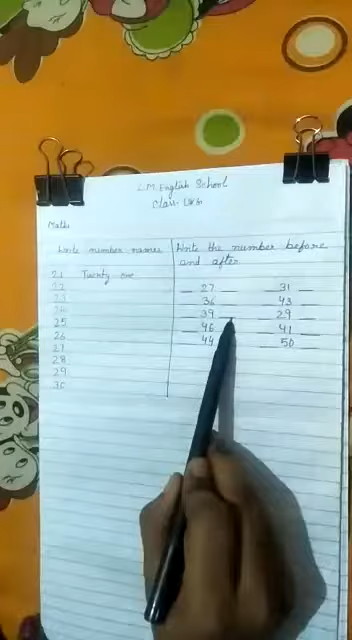 L.M. English School
Class: UKG
Maths
Write number names
21 Twenty one
22
23
24
25
26
27
28
29
30
Write the number before
and after
_ 27 _ _ 31 _
_ 36 _ _ 43 _
_ 39 _ _ 29 _
_ 46 _ _ 41 _
_ 44 _ _ 50 _